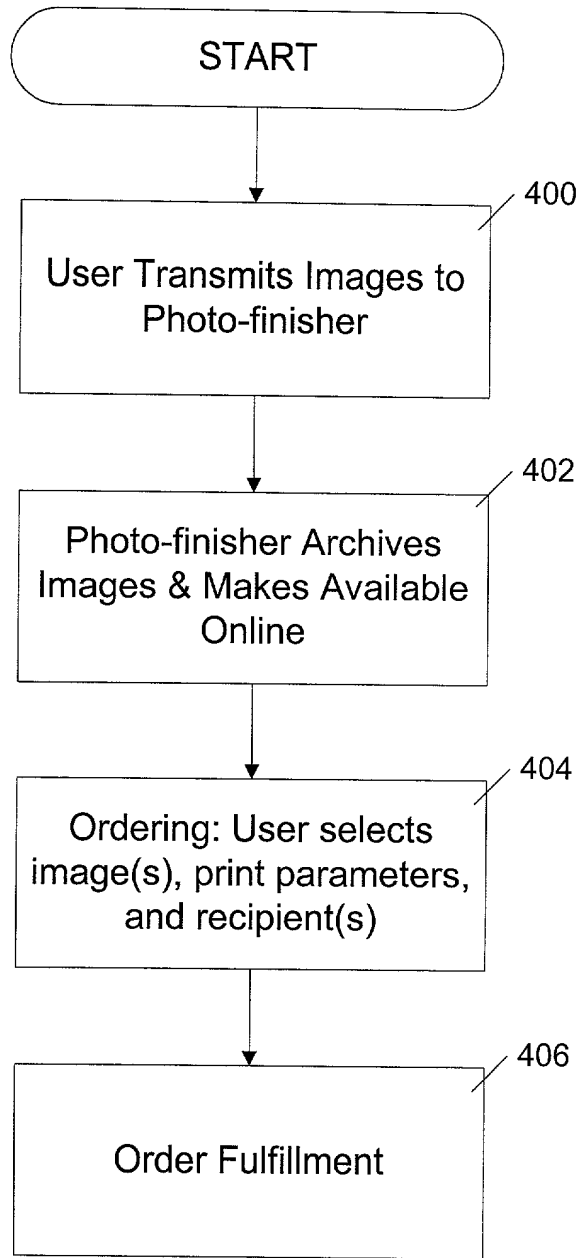 START
400
User Transmits Images to
Photo-finisher
402
Photo-finisher Archives
Images & Makes Available
Online
404
Ordering: User selects
image(s), print parameters,
and recipient(s)
406
Order Fulfillment